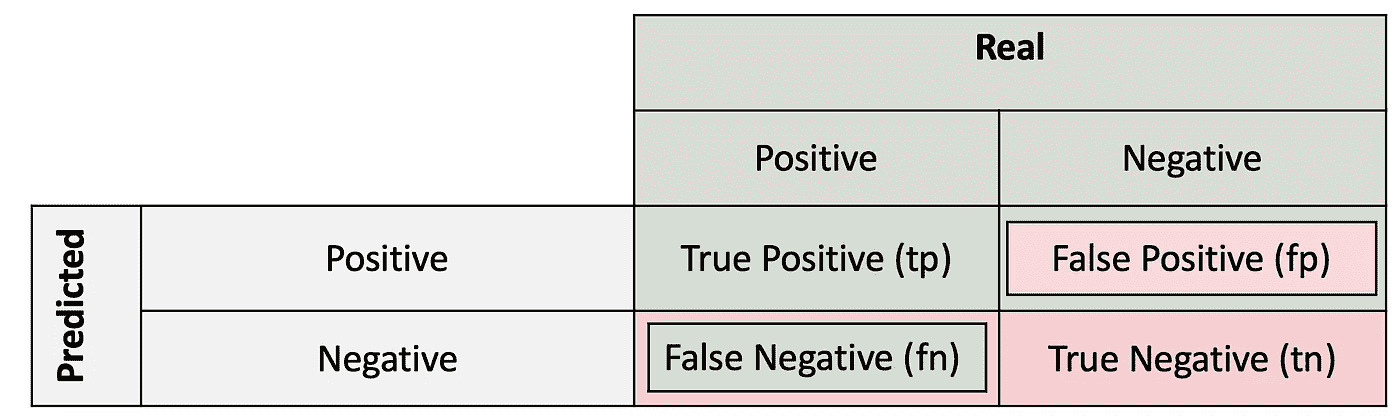 Real
Positive Negative
Predicted
Positive True Positive (tp) False Positive (fp)
Negative False Negative (fn) True Negative (tn)